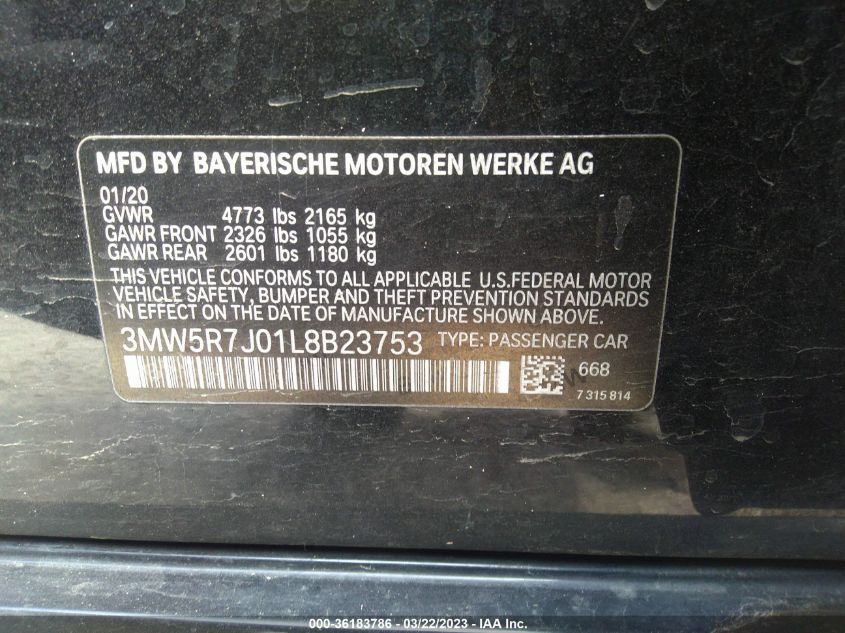 MFD BY BAYERISCHE MOTOREN WERKE AG
01/20
GVWR 4773 lbs 2165 kg
GAWR FRONT 2326 lbs 1055 kg
GAWR REAR 2601 lbs 1180 kg
THIS VEHICLE CONFORMS TO ALL APPLICABLE U.S.FEDERAL MOTOR
VEHICLE SAFETY, BUMPER AND THEFT PREVENTION STANDARDS
IN EFFECT ON THE DATE OF MANUFACTURE SHOWN ABOVE.
3MW5R7J01L8B23753 TYPE: PASSENGER CAR
668
7 315 814
000-36183786 - 03/22/2023 - IAA Inc.